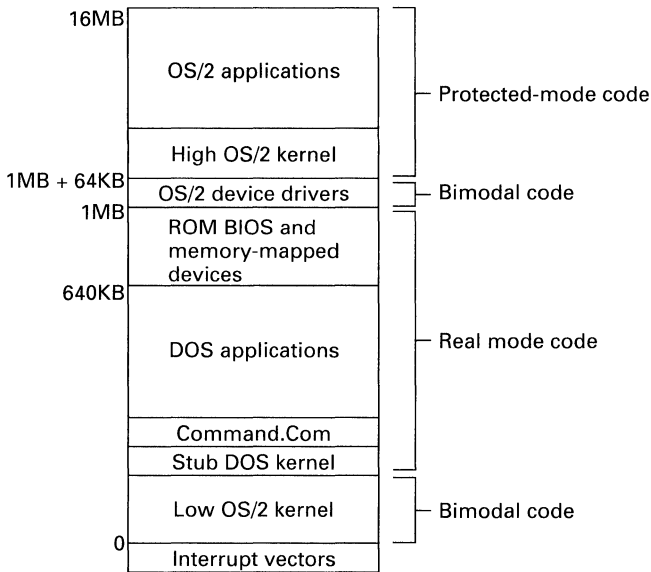 16MB
OS/2 applications
Protected-mode code
High OS/2 kernel
1MB + 64KB
OS/2 device drivers
Bimodal code
1MB
ROM BIOS and
memory-mapped
devices
640KB
DOS applications
Real mode code
Command.Com
Stub DOS kernel
Low OS/2 kernel
Bimodal code
0
Interrupt vectors